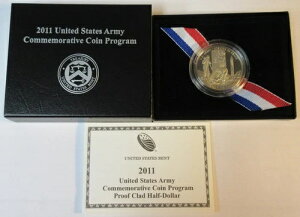 2011 United States Army
Commemorative Coin Program
UNITED STATES MINT
2011
United States Army
Commemorative Coin Program
Proof Clad Half-Dollar